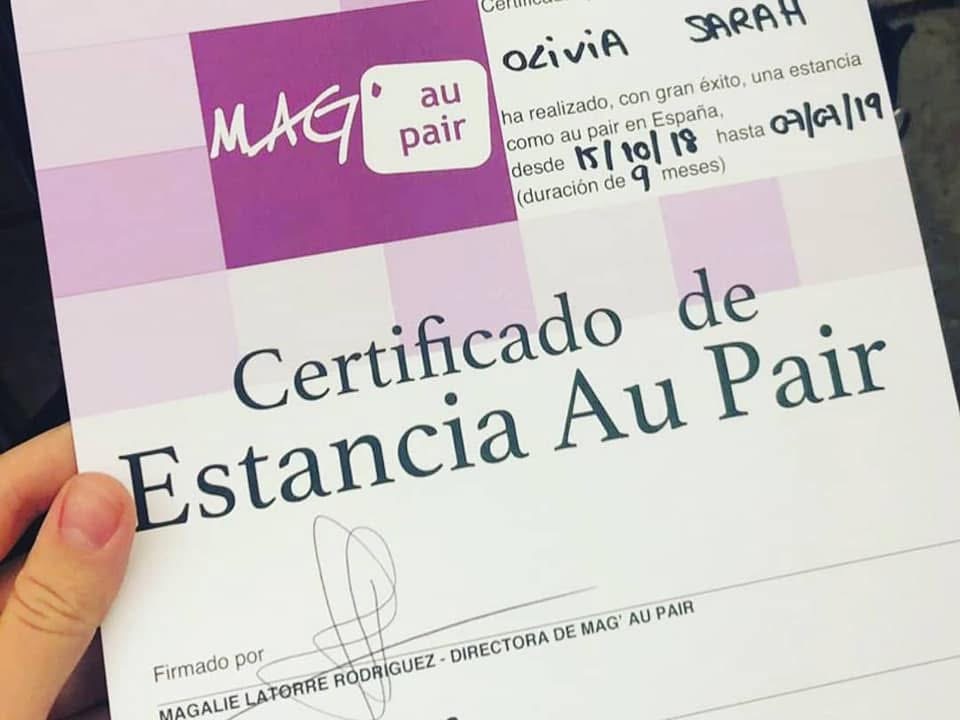 OLIVIA SARAH
ha realizado, con gran éxito, una estancia
como au pair en España,
desde 15/10/18 hasta 07/07/19
(duración de 9 meses)
MAG' au
pair
Certificado de
Estancia Au Pair
Firmado por
MAGALIE LATORRE RODRIGUEZ - DIRECTORA DE MAG' AU PAIR